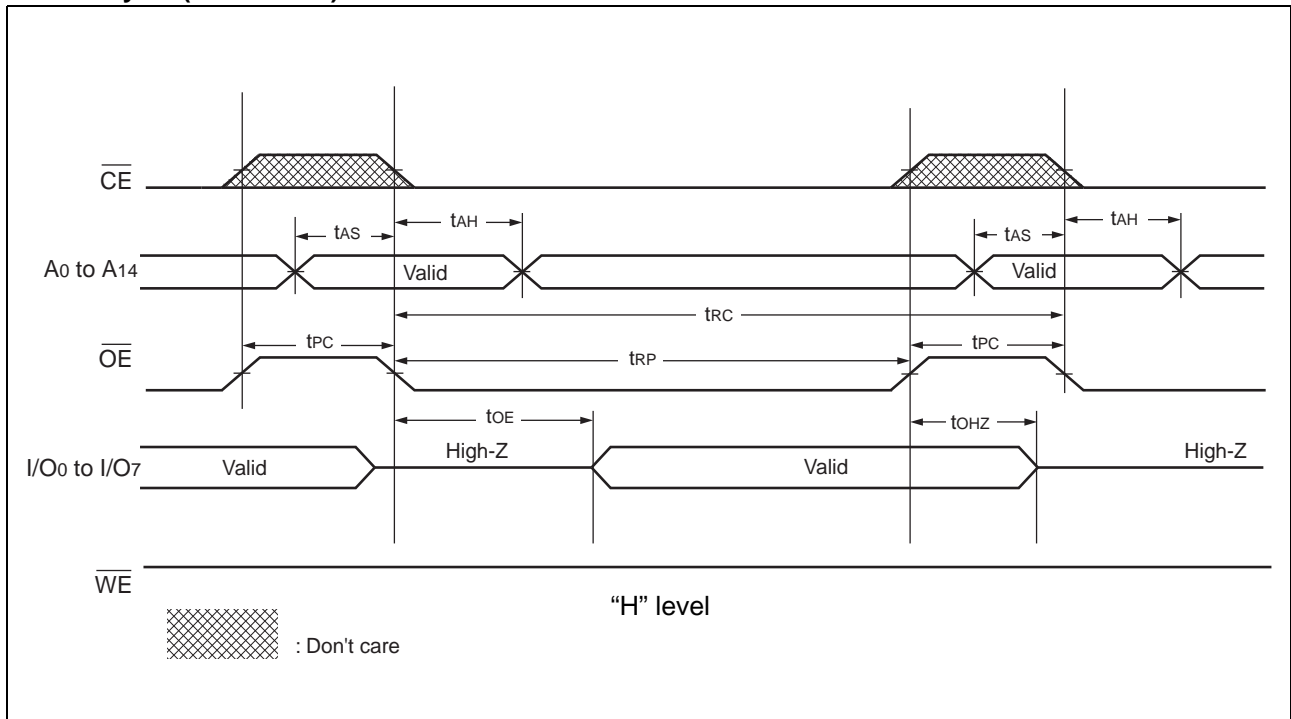 CE
tAS
tAH
tAS
tAH
A0 to A14
Valid
Valid
tRC
OE
tPC
tRP
tPC
tOE
tOHZ
I/O0 to I/O7
Valid
High-Z
Valid
High-Z
WE
“H” level
: Don't care